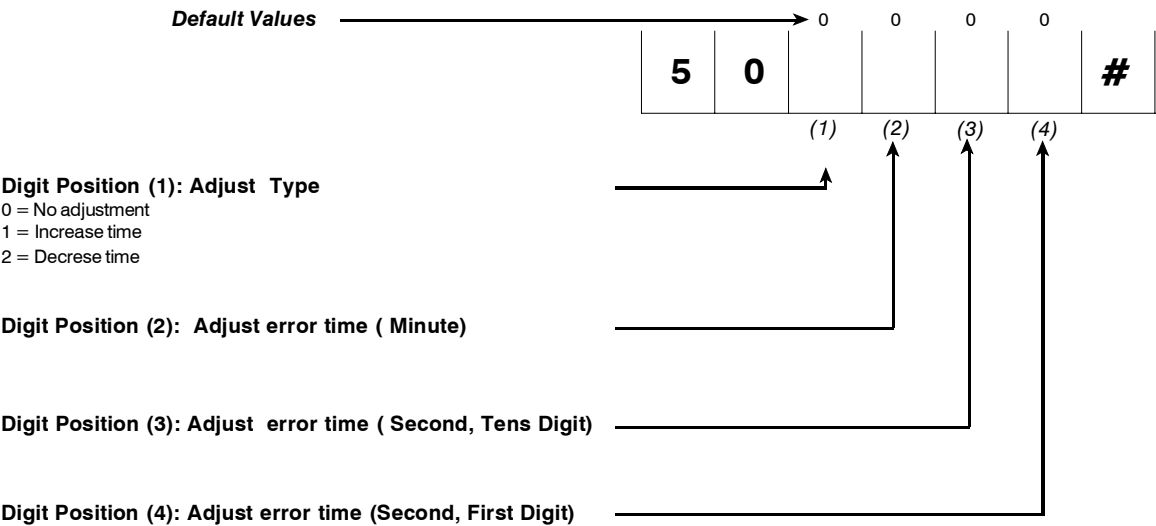 Default Values 0 0 0 0
5 0 #
(1) (2) (3) (4)
Digit Position (1): Adjust Type
0 = No adjustment
1 = Increase time
2 = Decrese time
Digit Position (2): Adjust error time ( Minute)
Digit Position (3): Adjust error time ( Second, Tens Digit)
Digit Position (4): Adjust error time (Second, First Digit)